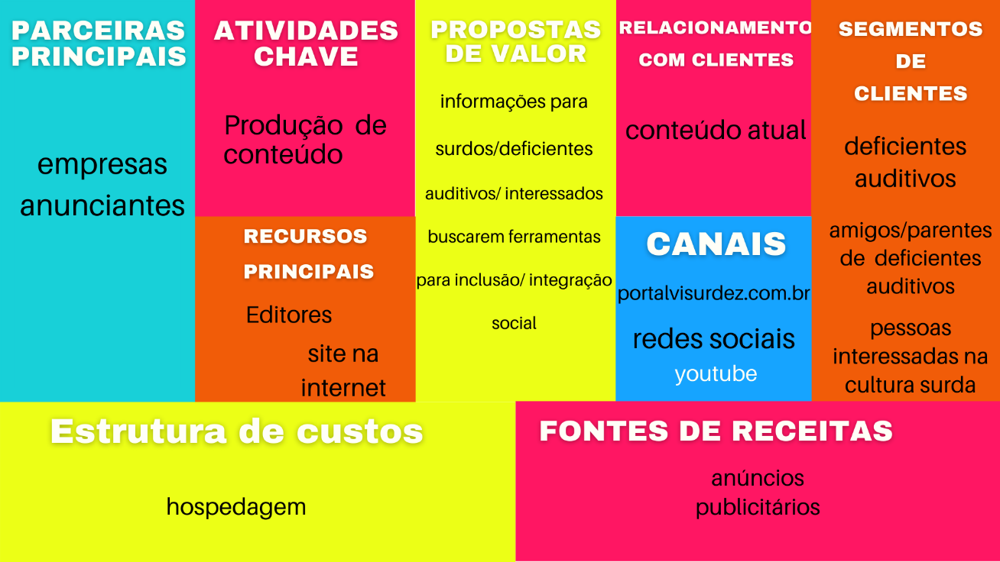 PARCEIRAS
PRINCIPAIS
empresas
anunciantes
ATIVIDADES
CHAVE
Produção de
conteúdo
RECURSOS
PRINCIPAIS
Editores
site na
internet
PROPOSTAS
DE VALOR
informações para
surdos/deficientes
auditivos/ interessados
buscarem ferramentas
para inclusão/ integração
social
RELACIONAMENTO
COM CLIENTES
conteúdo atual
CANAIS
portalvisurdez.com.br
redes sociais
youtube
SEGMENTOS
DE
CLIENTES
deficientes
auditivos
amigos/parentes
de deficientes
auditivos
pessoas
interessadas na
cultura surda
Estrutura de custos
hospedagem
FONTES DE RECEITAS
anúncios
publicitários